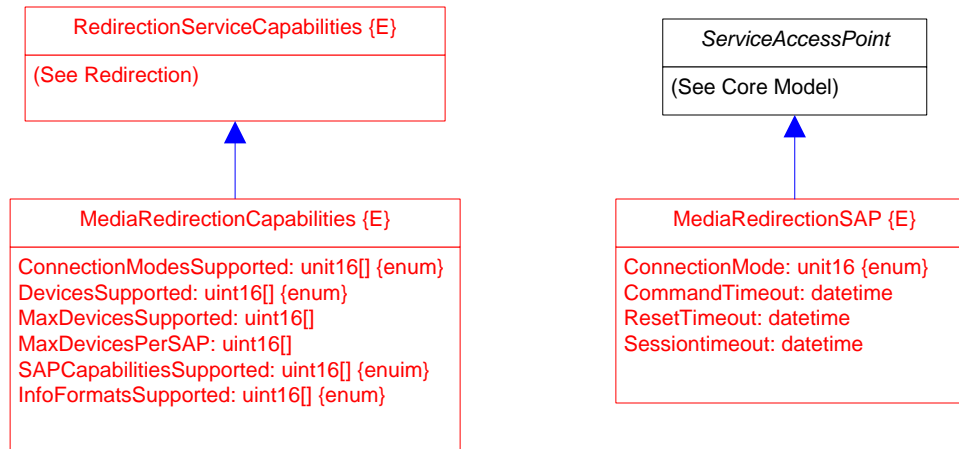 RedirectionServiceCapabilities {E}
(See Redirection)
ServiceAccessPoint
(See Core Model)
MediaRedirectionCapabilities {E}
ConnectionModesSupported: unit16[] {enum}
DevicesSupported: uint16[] {enum}
MaxDevicesSupported: uint16[]
MaxDevicesPerSAP: uint16[]
SAPCapabilitiesSupported: uint16[] {enuim}
InfoFormatsSupported: uint16[] {enum}
MediaRedirectionSAP {E}
ConnectionMode: unit16 {enum}
CommandTimeout: datetime
ResetTimeout: datetime
Sessiontimeout: datetime